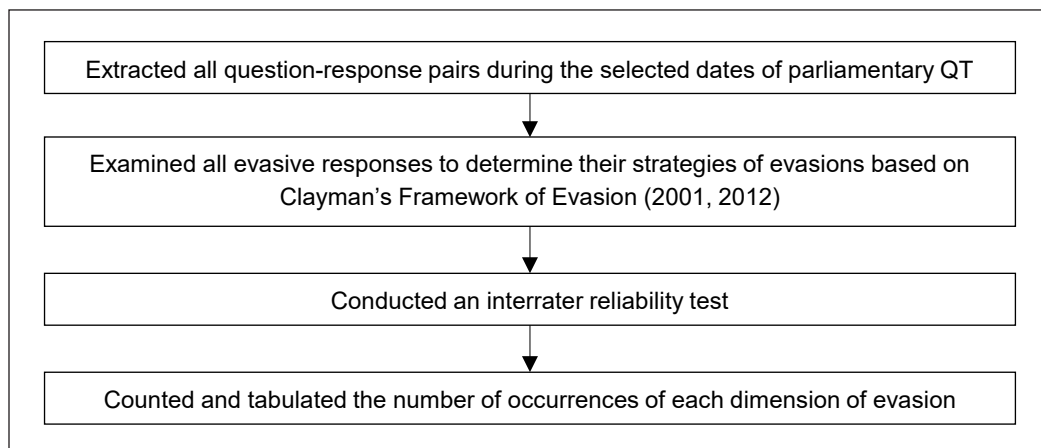 Extracted all question-response pairs during the selected dates of parliamentary QT
Examined all evasive responses to determine their strategies of evasions based on
Clayman’s Framework of Evasion (2001, 2012)
Conducted an interrater reliability test
Counted and tabulated the number of occurrences of each dimension of evasion